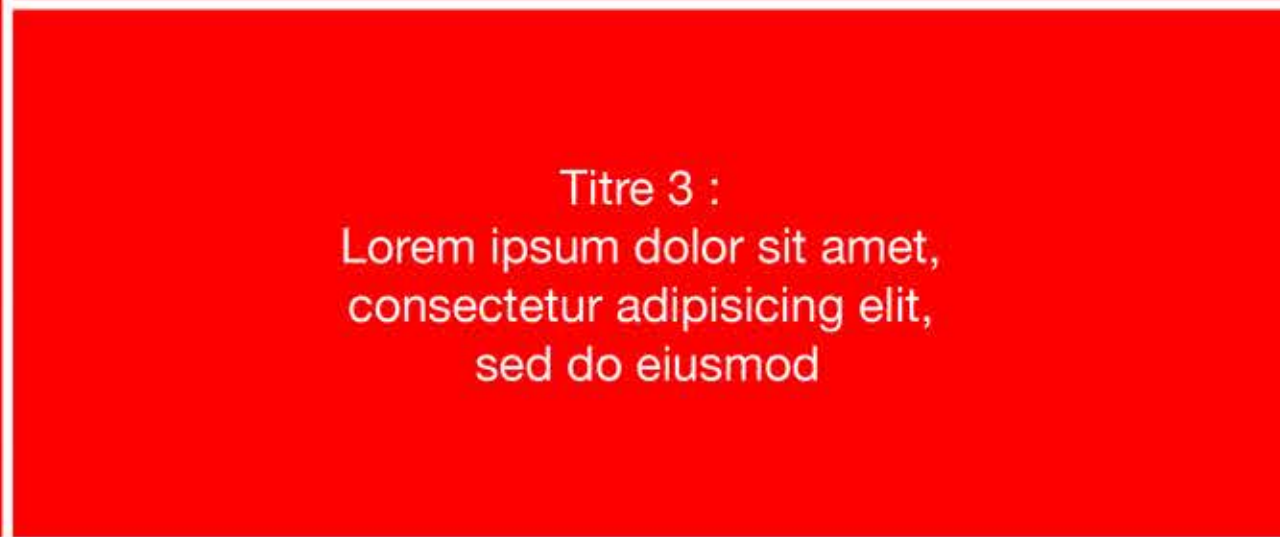 Titre 3 :
Lorem ipsum dolor sit amet,
consectetur adipisicing elit,
sed do eiusmod